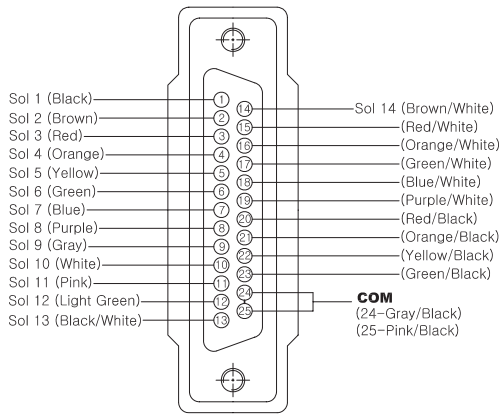 Sol 1 (Black) 1
Sol 2 (Brown) 2
Sol 3 (Red) 3
Sol 4 (Orange) 4
Sol 5 (Yellow) 5
Sol 6 (Green) 6
Sol 7 (Blue) 7
Sol 8 (Purple) 8
Sol 9 (Gray) 9
Sol 10 (White) 10
Sol 11 (Pink) 11
Sol 12 (Light Green) 12
Sol 13 (Black/White) 13
14 Sol 14 (Brown/White)
15 (Red/White)
16 (Orange/White)
17 (Green/White)
18 (Blue/White)
19 (Purple/White)
20 (Red/Black)
21 (Orange/Black)
22 (Yellow/Black)
23 (Green/Black)
24
25
COM
(24-Gray/Black)
(25-Pink/Black)